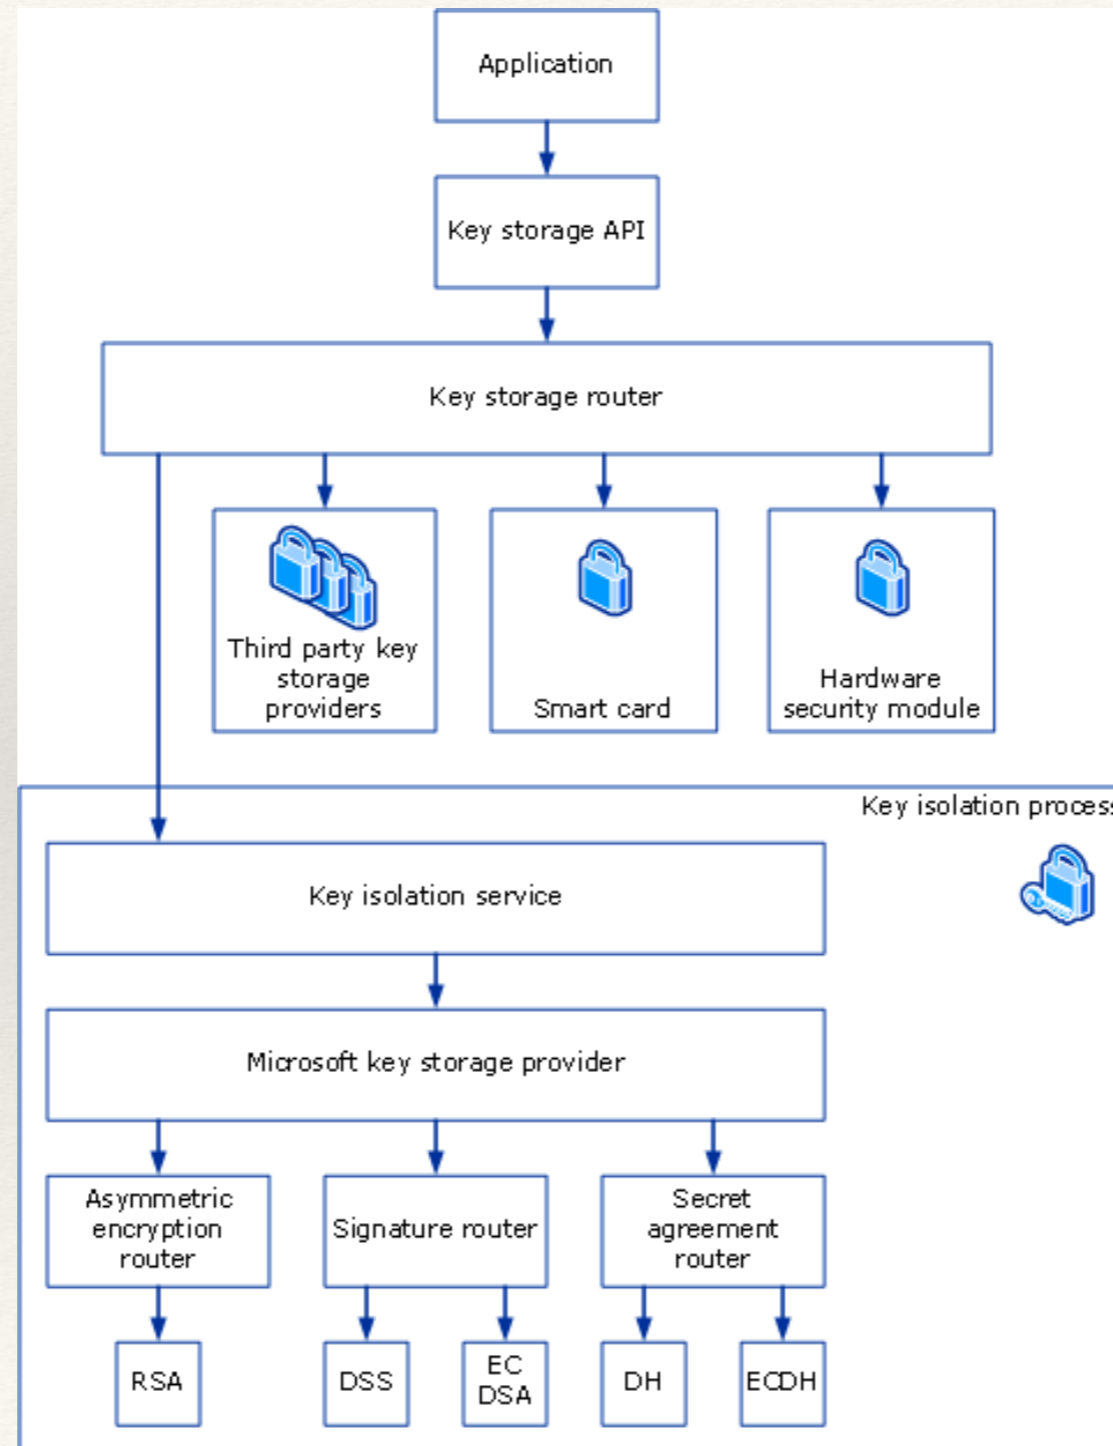 Application
Key storage API
Key storage router
Third party key
storage
providers
Smart card
Hardware
security module
Key isolation process
Key isolation service
Microsoft key storage provider
Asymmetric
encryption
router
Signature router
Secret
agreement
router
RSA
DSS
EC
DSA
DH
ECDH